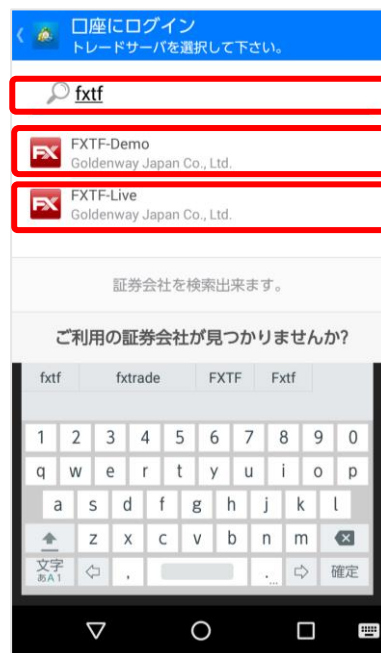 口座にログイン
トレードサーバを選択して下さい。
fxtf
FX FXTF-Demo
Goldenway Japan Co., Ltd.
FX FXTF-Live
Goldenway Japan Co., Ltd.
証券会社を検索出来ます。
ご利用の証券会社が見つかりませんか?
fxtf fxtrade FXTF Fxtf
1 2 3 4 5 6 7 8 9 0
q w e r t y u i o p
a s d f g h j k l
z x c v b n m
文字 , . 確定
あA1